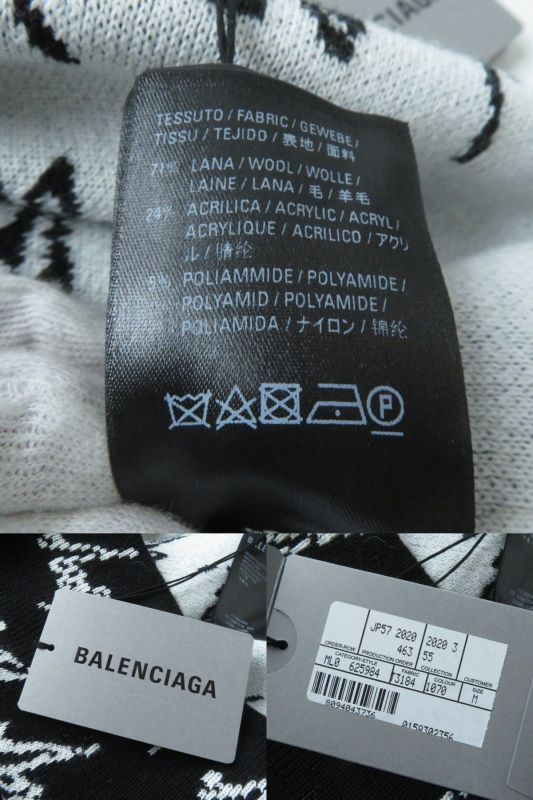 TESSUTO / FABRIC / GEWEBE /
TISSU / TEJIDO / 表地 / 面料
71% LANA / WOOL / WOLLE /
LAINE / LANA / 毛 / 羊毛
24% ACRILICA / ACRYLIC / ACRYL /
ACRYLIQUE / ACRILICO / アクリ
ル / 腈纶
5% POLIAMMIDE / POLYAMIDE /
POLYAMID / POLYAMIDE /
POLIAMIDA / ナイロン / 锦纶
P
BALENCIAGA
JP57 2020 2020 3
463 55
ORDER-ROW PRODUCTION ORDER COLLECTION CUSTOMER
CATEGORY-STYLE FABRIC COLOUR SIZE
ML0 625984 T3184 1070 M
8094043736 0158302356